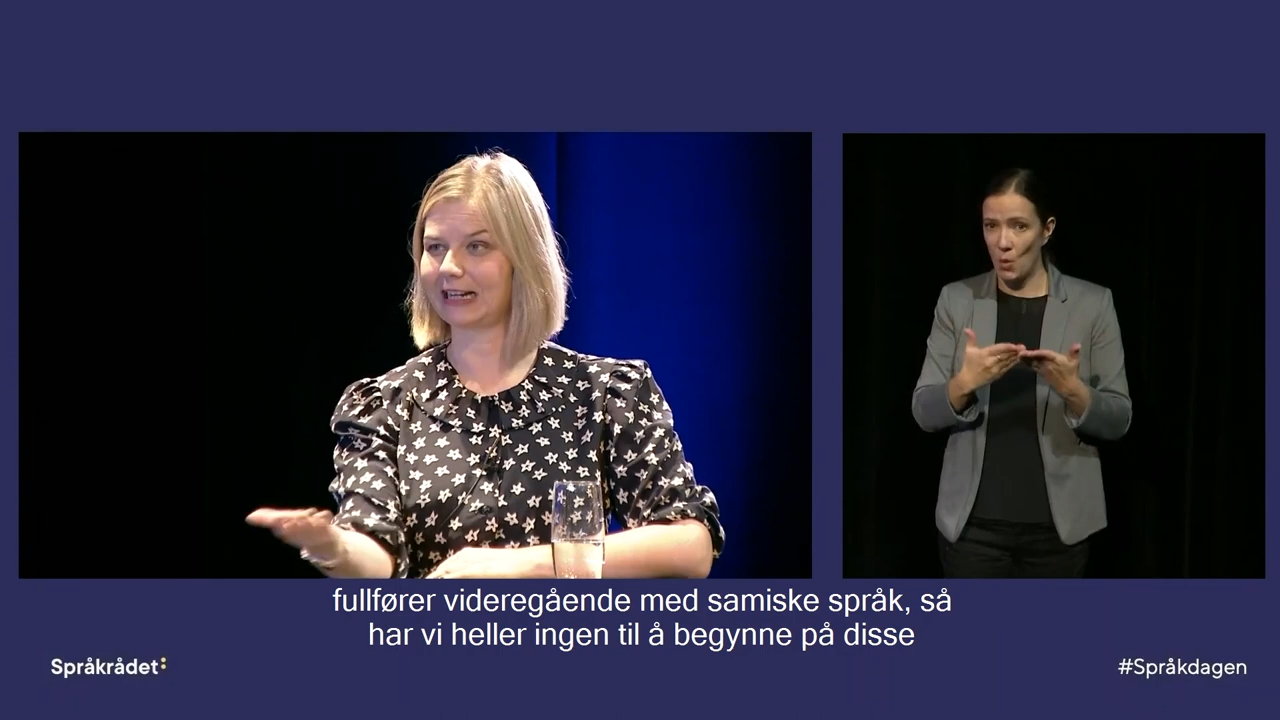 fullfører videregående med samiske språk, så
har vi heller ingen til å begynne på disse
Språkrådet:
#Språkdagen